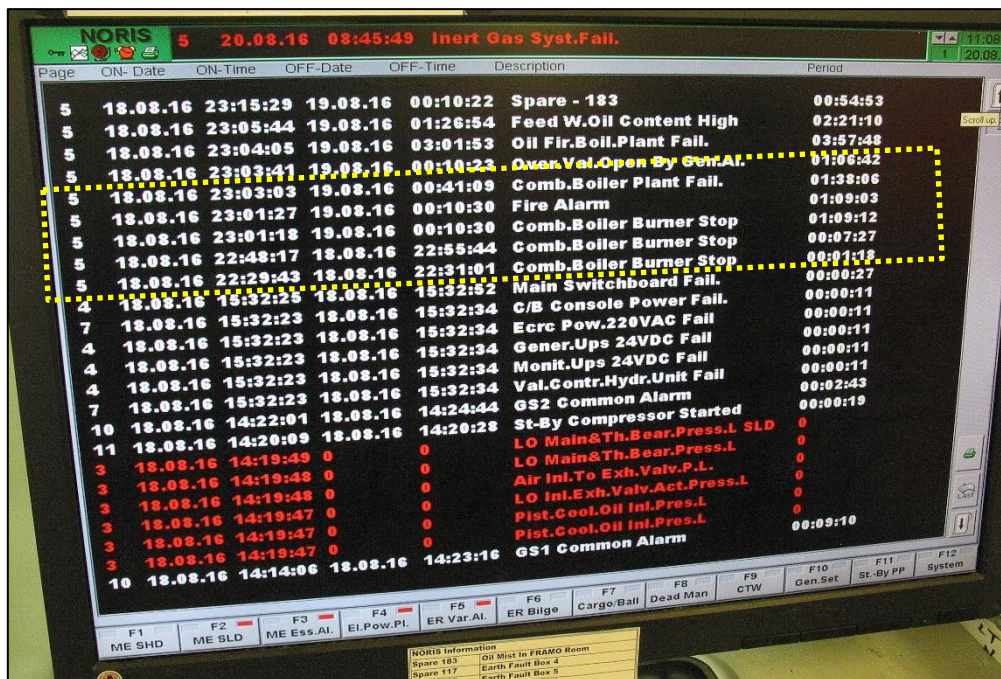 NORIS 5 20.08.16 08:45:49 Inert Gas Syst.Fail. 11:08
1 20.08.
Page ON- Date ON-Time OFF-Date OFF-Time Description Period
5 18.08.16 23:15:29 19.08.16 00:10:22 Spare - 183 00:54:53
Scroll up.
5 18.08.16 23:05:44 19.08.16 01:26:54 Feed W.Oil Content High 02:21:10
5 18.08.16 23:04:05 19.08.16 03:01:53 Oil Fir.Boil.Plant Fail. 03:57:48
5 18.08.16 23:03:41 19.08.16 00:10:23 Over.Val.Open By Gen.Al. 01:06:42
5 18.08.16 23:03:03 19.08.16 00:41:09 Comb.Boiler Plant Fail. 01:38:06
5 18.08.16 23:01:27 19.08.16 00:10:30 Fire Alarm 01:09:03
5 18.08.16 23:01:18 19.08.16 00:10:30 Comb.Boiler Burner Stop 01:09:12
5 18.08.16 22:48:17 18.08.16 22:55:44 Comb.Boiler Burner Stop 00:07:27
5 18.08.16 22:29:43 18.08.16 22:31:01 Comb.Boiler Burner Stop 00:01:18
4 18.08.16 15:32:25 18.08.16 15:32:52 Main Switchboard Fail. 00:00:27
7 18.08.16 15:32:23 18.08.16 15:32:34 C/B Console Power Fail. 00:00:11
4 18.08.16 15:32:23 18.08.16 15:32:34 Ecrc Pow.220VAC Fail 00:00:11
4 18.08.16 15:32:23 18.08.16 15:32:34 Gener.Ups 24VDC Fail 00:00:11
4 18.08.16 15:32:23 18.08.16 15:32:34 Monit.Ups 24VDC Fail 00:00:11
7 18.08.16 15:32:23 18.08.16 15:32:34 Val.Contr.Hydr.Unit Fail 00:00:11
10 18.08.16 14:22:01 18.08.16 14:24:44 GS2 Common Alarm 00:02:43
11 18.08.16 14:20:09 18.08.16 14:20:28 St-By Compressor Started 00:00:19
3 18.08.16 14:19:49 0 0 LO Main&Th.Bear.Press.L SLD 0
3 18.08.16 14:19:48 0 0 LO Main&Th.Bear.Press.L 0
3 18.08.16 14:19:48 0 0 Air Inl.To Exh.Valv.P.L. 0
3 18.08.16 14:19:47 0 0 LO Inl.Exh.Valv.Act.Press.L 0
3 18.08.16 14:19:47 0 0 Pist.Cool.Oil Inl.Pres.L 0
3 18.08.16 14:19:47 0 0 Pist.Cool.Oil Inl.Pres.L 0
10 18.08.16 14:14:06 18.08.16 14:23:16 GS1 Common Alarm 00:09:10
Last
F1 F2 F3 F4 F5 F6 F7 F8 F9 F10 F11 F12
ME SHD ME SLD ME Ess.Al. El.Pow.Pl. ER Var.Al. ER Bilge Cargo/Ball Dead Man CTW Gen.Set St.-By PP System
NORIS Information
Spare 183 Oil Mist In FRAMO Room
Spare 117 Earth Fault Box 4
Earth Fault Box 5